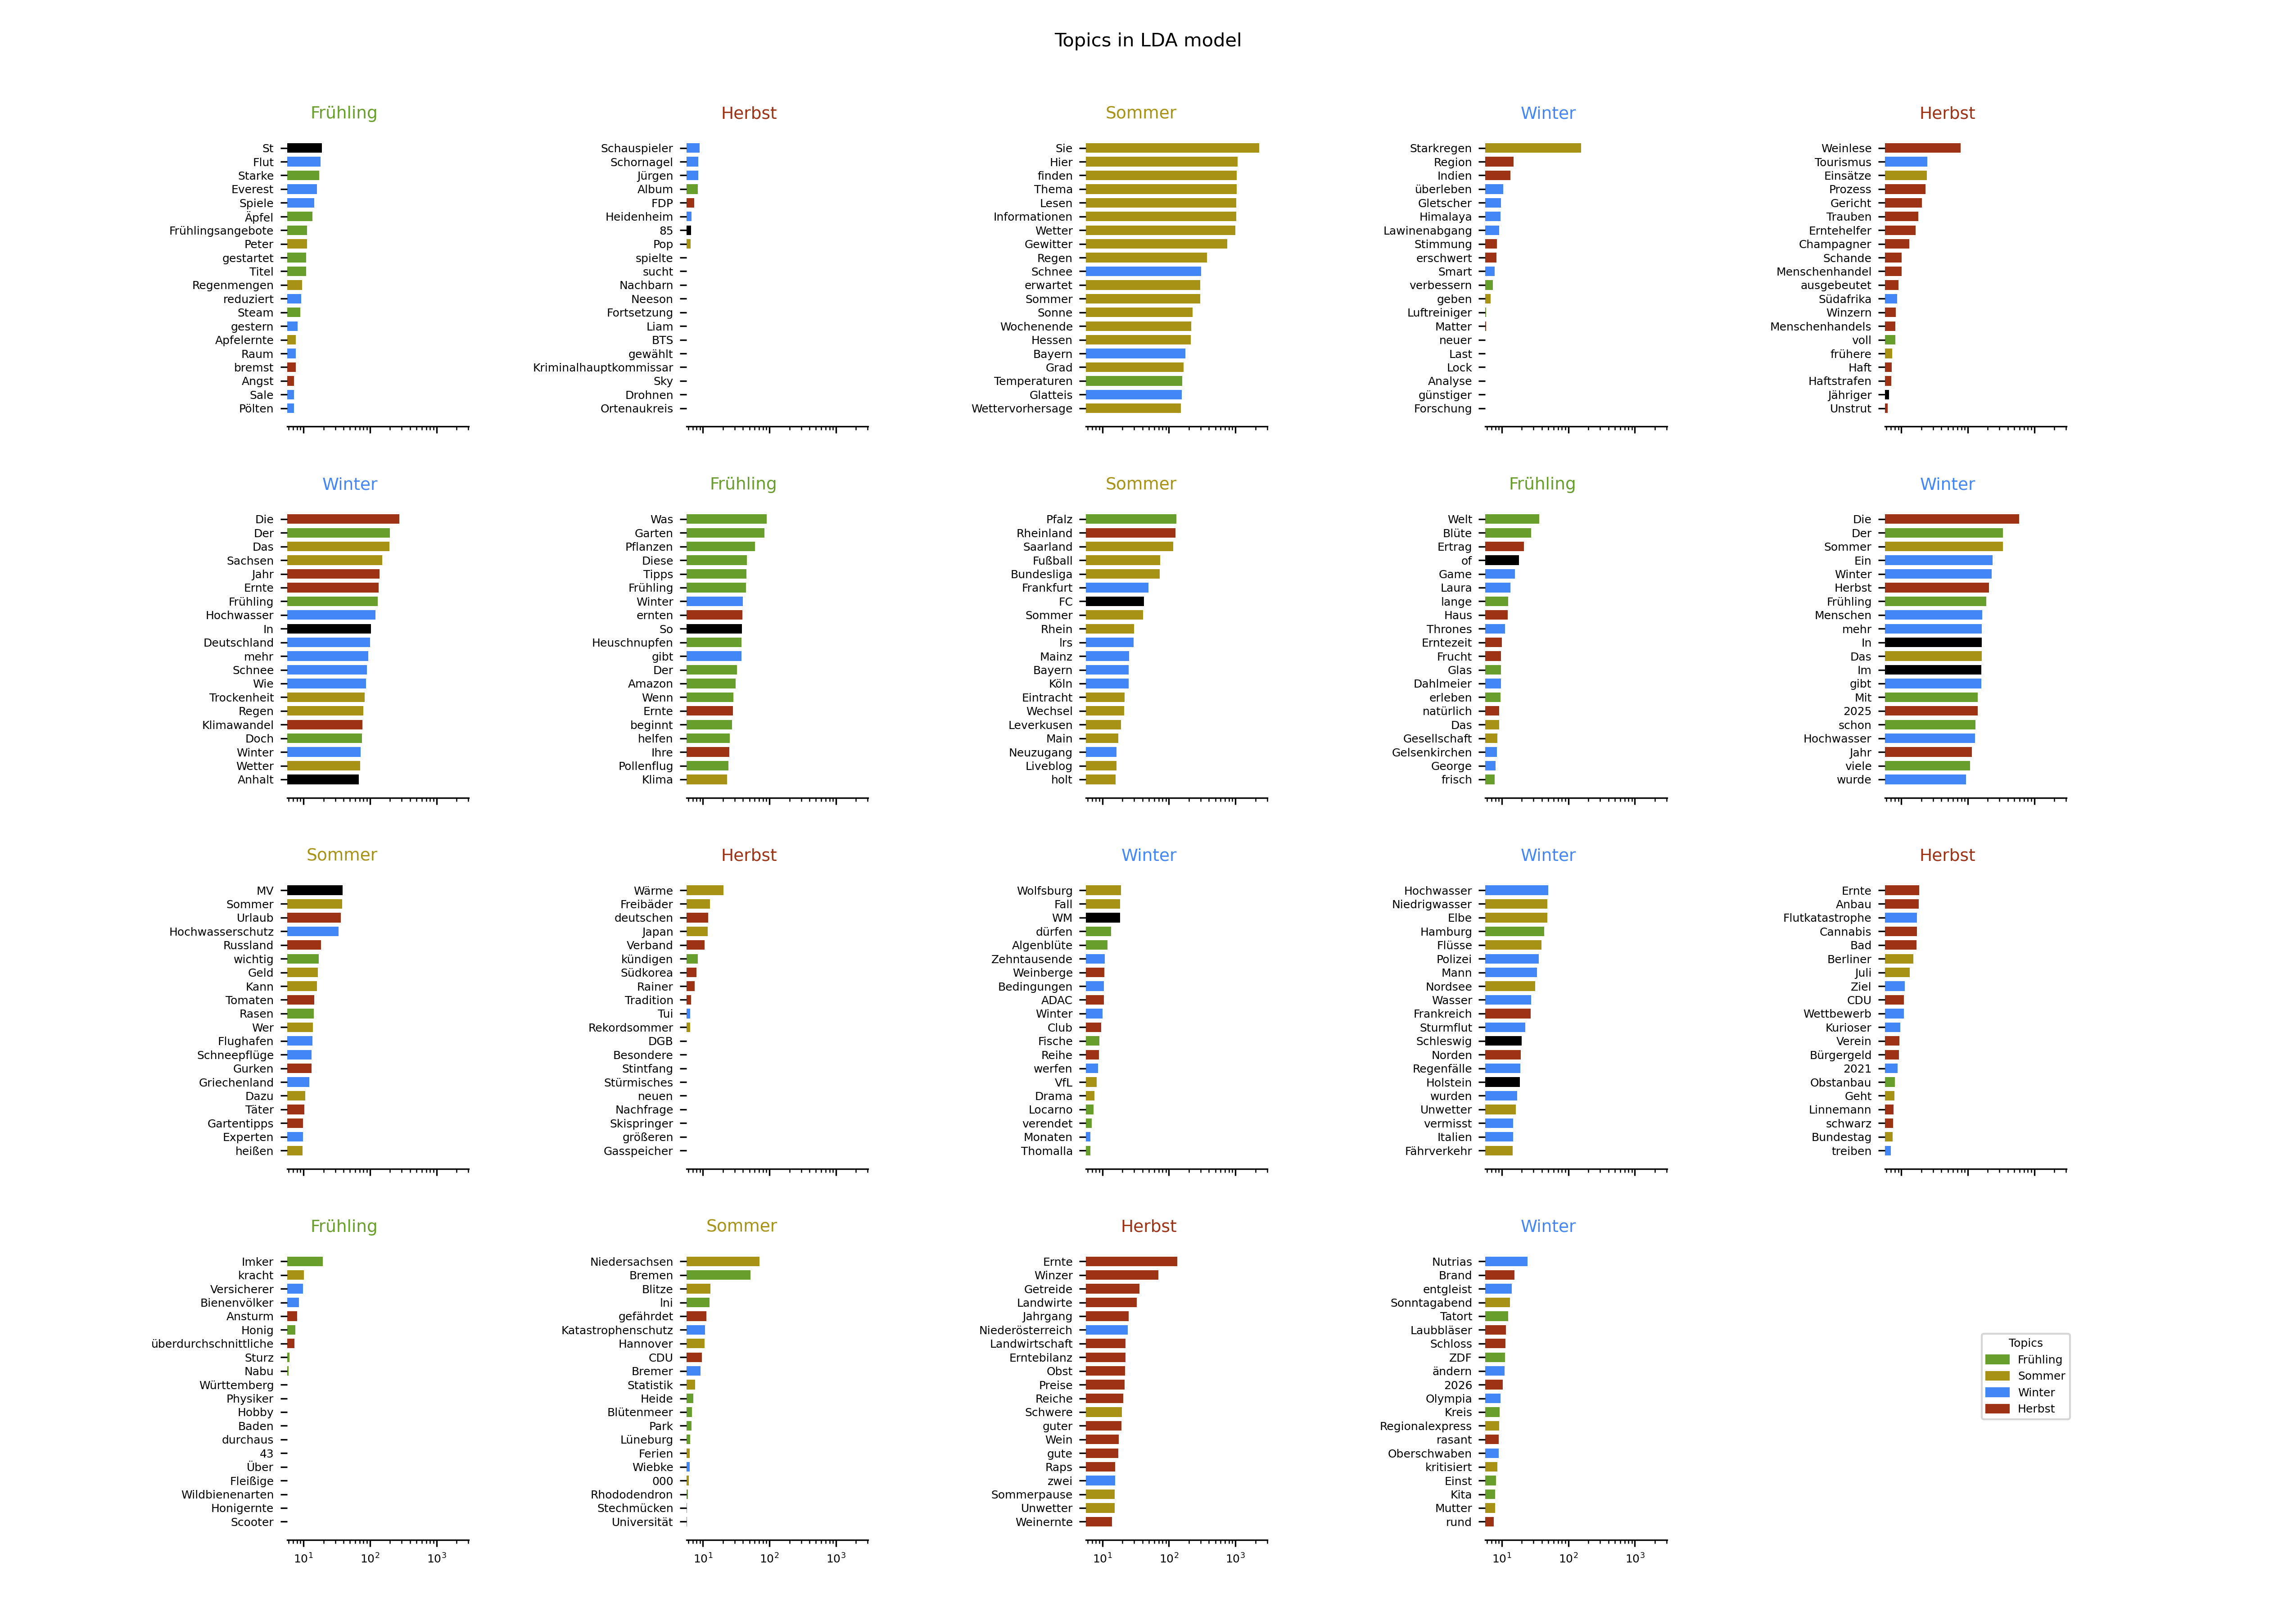 Topics in LDA model
Frühling
St
Flut
Starke
Everest
Spiele
Äpfel
Frühlingsangebote
Peter
gestartet
Titel
Regenmengen
reduziert
Steam
gestern
Apfelernte
Raum
bremst
Angst
Sale
Pölten
Herbst
Schauspieler
Schornagel
Jürgen
Album
FDP
Heidenheim
85
Pop
spielte
sucht
Nachbarn
Neeson
Fortsetzung
Liam
BTS
gewählt
Kriminalhauptkommissar
Sky
Drohnen
Ortenaukreis
Sommer
Sie
Hier
finden
Thema
Lesen
Informationen
Wetter
Gewitter
Regen
Schnee
erwartet
Sommer
Sonne
Wochenende
Hessen
Bayern
Grad
Temperaturen
Glatteis
Wettervorhersage
Winter
Starkregen
Region
Indien
überleben
Gletscher
Himalaya
Lawinenabgang
Stimmung
erschwert
Smart
verbessern
geben
Luftreiniger
Matter
neuer
Last
Lock
Analyse
günstiger
Forschung
Herbst
Weinlese
Tourismus
Einsätze
Prozess
Gericht
Trauben
Erntehelfer
Champagner
Schande
Menschenhandel
ausgebeutet
Südafrika
Winzern
Menschenhandels
voll
frühere
Haft
Haftstrafen
Jähriger
Unstrut
Winter
Die
Der
Das
Sachsen
Jahr
Ernte
Frühling
Hochwasser
In
Deutschland
mehr
Schnee
Wie
Trockenheit
Regen
Klimawandel
Doch
Winter
Wetter
Anhalt
Frühling
Was
Garten
Pflanzen
Diese
Tipps
Frühling
Winter
ernten
So
Heuschnupfen
gibt
Der
Amazon
Wenn
Ernte
beginnt
helfen
Ihre
Pollenflug
Klima
Sommer
Pfalz
Rheinland
Saarland
Fußball
Bundesliga
Frankfurt
FC
Sommer
Rhein
lrs
Mainz
Bayern
Köln
Eintracht
Wechsel
Leverkusen
Main
Neuzugang
Liveblog
holt
Frühling
Welt
Blüte
Ertrag
of
Game
Laura
lange
Haus
Thrones
Erntezeit
Frucht
Glas
Dahlmeier
erleben
natürlich
Das
Gesellschaft
Gelsenkirchen
George
frisch
Winter
Die
Der
Sommer
Ein
Winter
Herbst
Frühling
Menschen
mehr
In
Das
Im
gibt
Mit
2025
schon
Hochwasser
Jahr
viele
wurde
Sommer
MV
Sommer
Urlaub
Hochwasserschutz
Russland
wichtig
Geld
Kann
Tomaten
Rasen
Wer
Flughafen
Schneepflüge
Gurken
Griechenland
Dazu
Täter
Gartentipps
Experten
heißen
Herbst
Wärme
Freibäder
deutschen
Japan
Verband
kündigen
Südkorea
Rainer
Tradition
Tui
Rekordsommer
DGB
Besondere
Stintfang
Stürmisches
neuen
Nachfrage
Skispringer
größeren
Gasspeicher
Winter
Wolfsburg
Fall
WM
dürfen
Algenblüte
Zehntausende
Weinberge
Bedingungen
ADAC
Winter
Club
Fische
Reihe
werfen
VfL
Drama
Locarno
verendet
Monaten
Thomalla
Winter
Hochwasser
Niedrigwasser
Elbe
Hamburg
Flüsse
Polizei
Mann
Nordsee
Wasser
Frankreich
Sturmflut
Schleswig
Norden
Regenfälle
Holstein
wurden
Unwetter
vermisst
Italien
Fährverkehr
Herbst
Ernte
Anbau
Flutkatastrophe
Cannabis
Bad
Berliner
Juli
Ziel
CDU
Wettbewerb
Kurioser
Verein
Bürgergeld
2021
Obstanbau
Geht
Linnemann
schwarz
Bundestag
treiben
Frühling
Imker
kracht
Versicherer
Bienenvölker
Ansturm
Honig
überdurchschnittliche
Sturz
Nabu
Württemberg
Physiker
Hobby
Baden
durchaus
43
Über
Fleißige
Wildbienenarten
Honigernte
Scooter
10¹ 10² 10³
Sommer
Niedersachsen
Bremen
Blitze
lni
gefährdet
Katastrophenschutz
Hannover
CDU
Bremer
Statistik
Heide
Blütenmeer
Park
Lüneburg
Ferien
Wiebke
000
Rhododendron
Stechmücken
Universität
10¹ 10² 10³
Herbst
Ernte
Winzer
Getreide
Landwirte
Jahrgang
Niederösterreich
Landwirtschaft
Erntebilanz
Obst
Preise
Reiche
Schwere
guter
Wein
gute
Raps
zwei
Sommerpause
Unwetter
Weinernte
10¹ 10² 10³
Winter
Nutrias
Brand
entgleist
Sonntagabend
Tatort
Laubbläser
Schloss
ZDF
ändern
2026
Olympia
Kreis
Regionalexpress
rasant
Oberschwaben
kritisiert
Einst
Kita
Mutter
rund
10¹ 10² 10³
Topics
Frühling
Sommer
Winter
Herbst